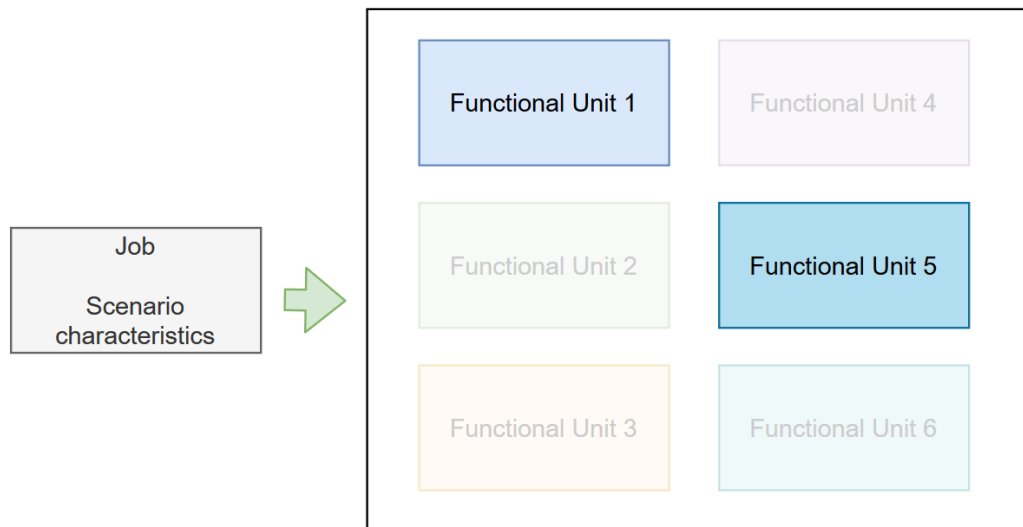 Job
Scenario
characteristics
Functional Unit 1
Functional Unit 4
Functional Unit 2
Functional Unit 5
Functional Unit 3
Functional Unit 6